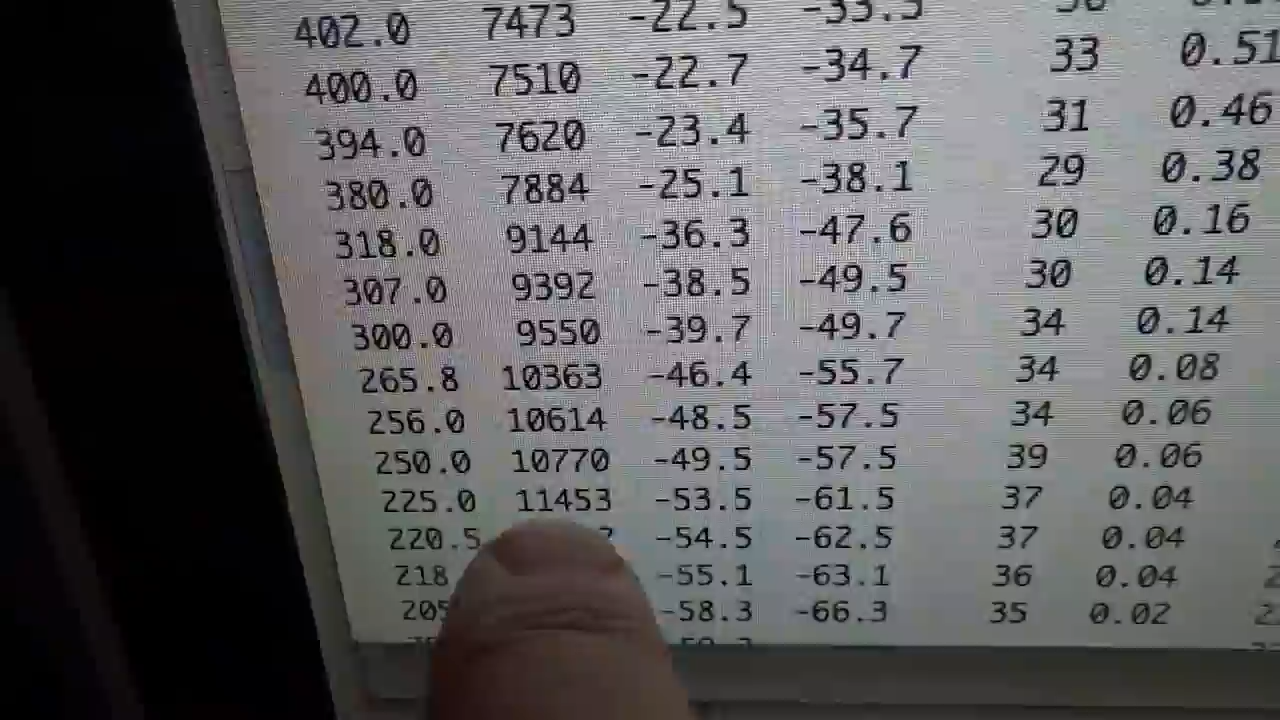 402.0 7473 -22.5 -33.3
400.0 7510 -22.7 -34.7 33 0.51
394.0 7620 -23.4 -35.7 31 0.46
380.0 7884 -25.1 -38.1 29 0.38
318.0 9144 -36.3 -47.6 30 0.16
307.0 9392 -38.5 -49.5 30 0.14
300.0 9550 -39.7 -49.7 34 0.14
265.8 10363 -46.4 -55.7 34 0.08
256.0 10614 -48.5 -57.5 34 0.06
250.0 10770 -49.5 -57.5 39 0.06
225.0 11453 -53.5 -61.5 37 0.04
220.5 -54.5 -62.5 37 0.04
218 -55.1 -63.1 36 0.04
205 -58.3 -66.3 35 0.02